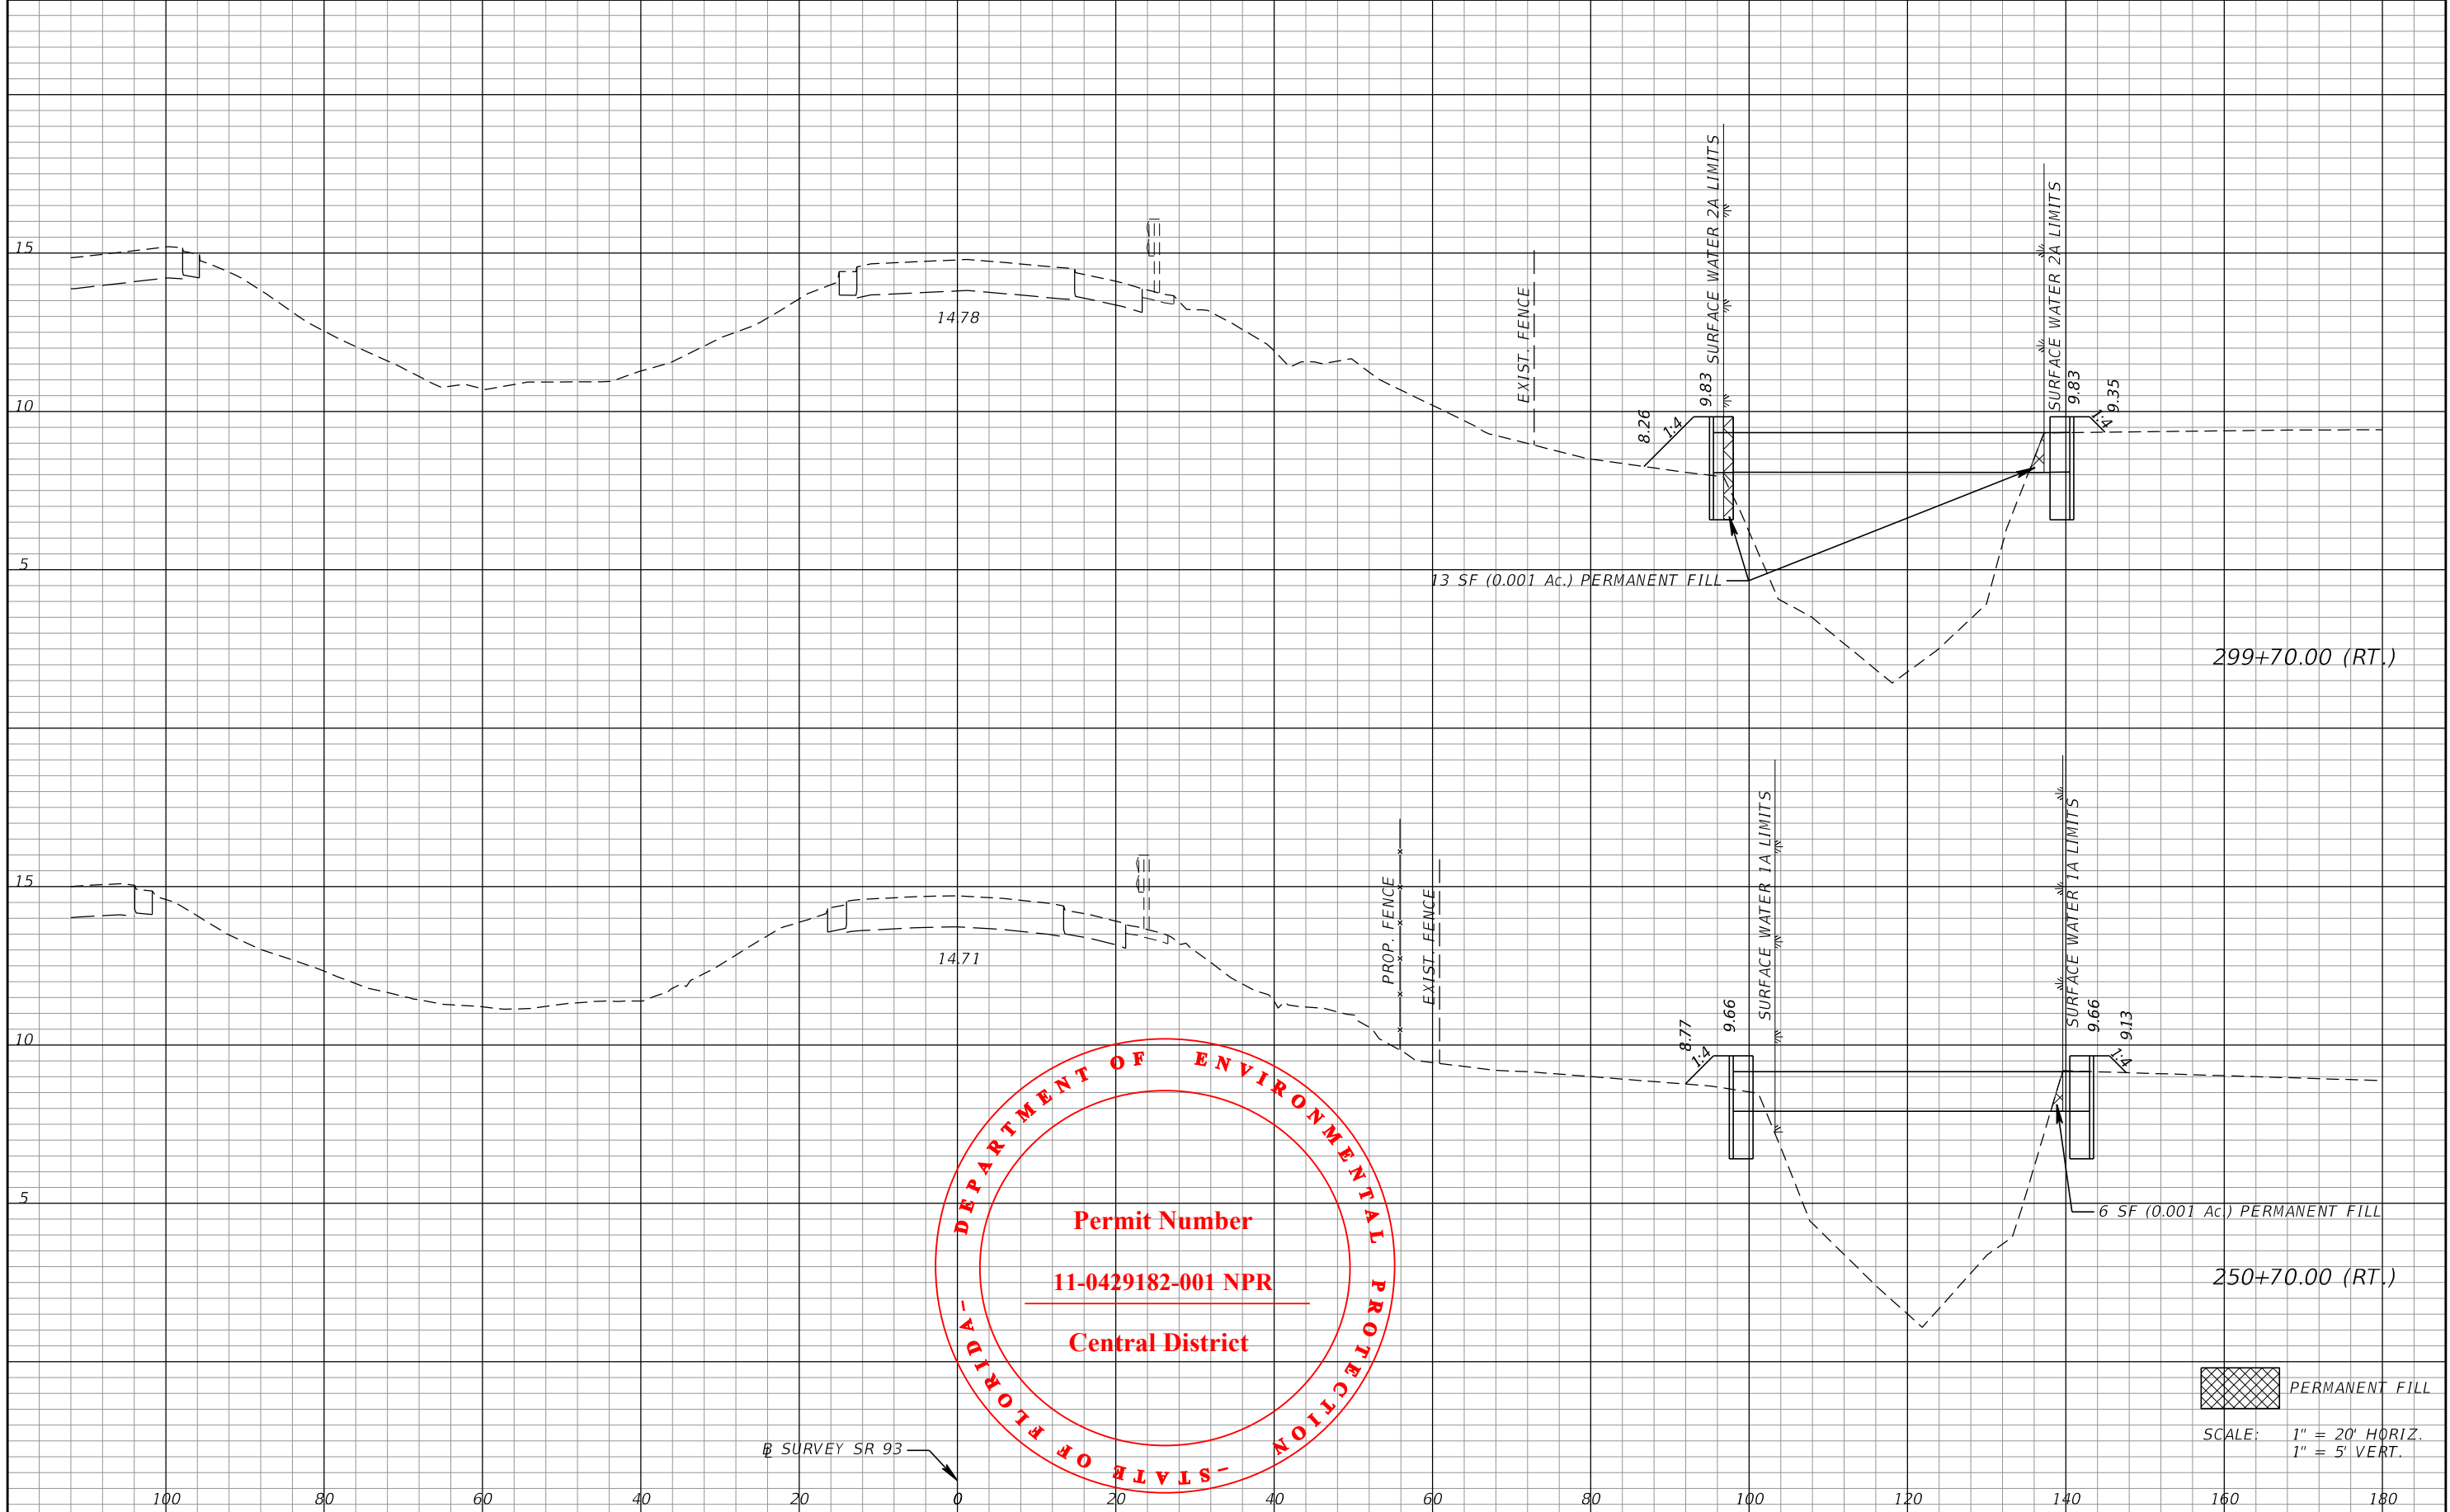 SURFACE WATER 2A LIMITS
SURFACE WATER 2A LIMITS
EXIST. FENCE
15
10
5
14.78
8.26
1:4
9.83
9.83
9.35
1:4
13 SF (0.001 Ac.) PERMANENT FILL
299+70.00 (RT.)
SURFACE WATER 1A LIMITS
SURFACE WATER 1A LIMITS
PROP. FENCE
EXIST. FENCE
15
10
5
14.71
8.77
1:4
9.66
9.66
9.13
1:4
6 SF (0.001 Ac.) PERMANENT FILL
250+70.00 (RT.)
DEPARTMENT OF ENVIRONMENTAL PROTECTION
-STATE OF FLORIDA-
Permit Number
11-0429182-001 NPR
Central District
PERMANENT FILL
SCALE: 1" = 20' HORIZ.
1" = 5' VERT.
B SURVEY SR 93
100 80 60 40 20 0 20 40 60 80 100 120 140 160 180